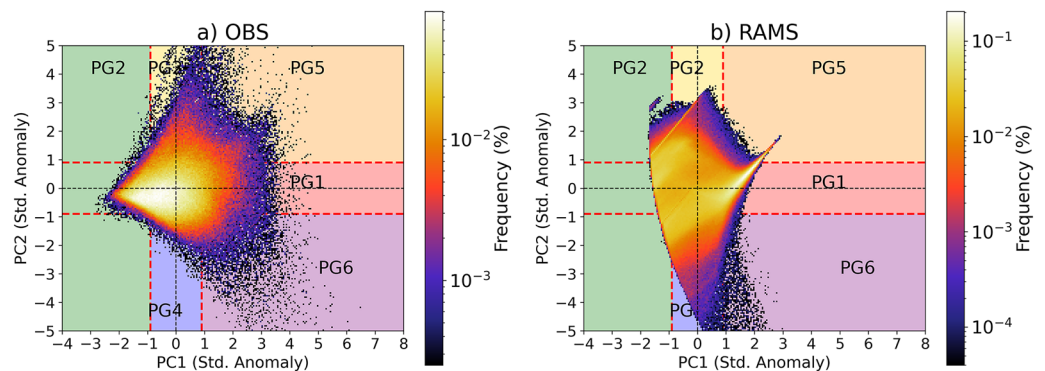 a) OBS
5
4
3
2
1
0
−1
−2
−3
−4
−5
PC2 (Std. Anomaly)
−4 −3 −2 −1 0 1 2 3 4 5 6 7 8
PC1 (Std. Anomaly)
PG2
PG5
PG1
PG6
PG4
10⁻²
10⁻³
Frequency (%)
b) RAMS
5
4
3
2
1
0
−1
−2
−3
−4
−5
PC2 (Std. Anomaly)
−4 −3 −2 −1 0 1 2 3 4 5 6 7 8
PC1 (Std. Anomaly)
PG2
PG2
PG5
PG1
PG6
10⁻¹
10⁻²
10⁻³
10⁻⁴
Frequency (%)